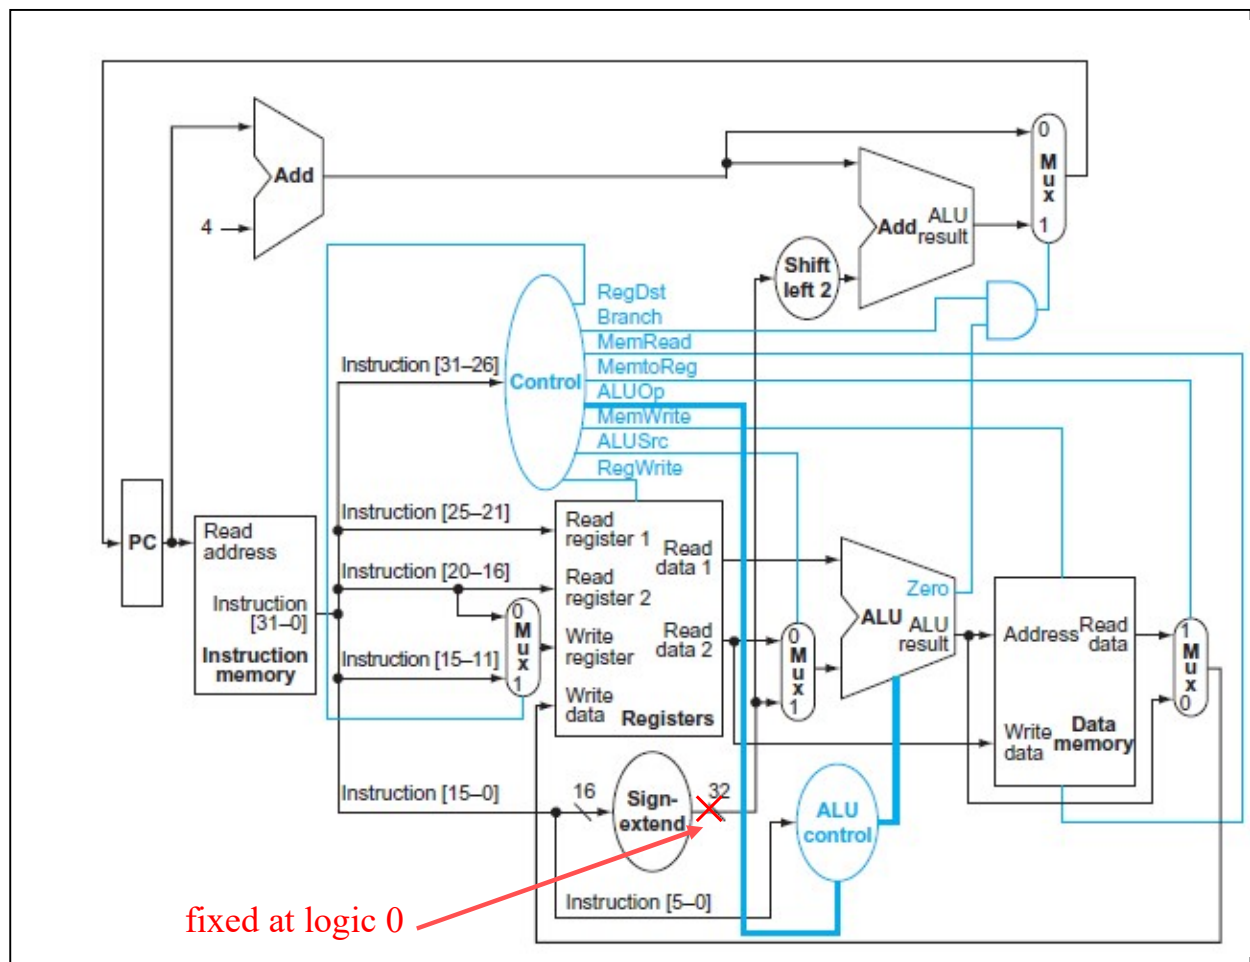 Add
4
0
Mux
1
Add
ALU
result
Shift
left 2
RegDst
Branch
MemRead
MemtoReg
ALUOp
MemWrite
ALUSrc
RegWrite
Instruction [31–26]
Control
PC
Read
address
Instruction
[31–0]
Instruction
memory
Instruction [25–21]
Instruction [20–16]
Instruction [15–11]
0
Mux
1
Read
register 1
Read
register 2
Write
register
Write
data
Read
data 1
Read
data 2
Registers
0
Mux
1
Zero
ALU
ALU
result
Address
Read
data
Write
data
Data
memory
1
Mux
0
Instruction [15–0]
16
Sign-
extend
32
ALU
control
Instruction [5–0]
fixed at logic 0